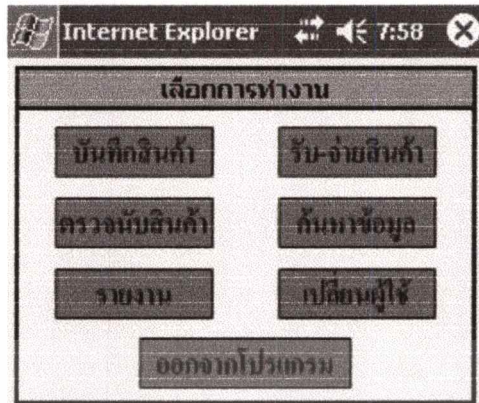 Internet Explorer 7:58
เลือกการทำงาน
บันทึกสินค้า รับ-จ่ายสินค้า
ตรวจนับสินค้า ค้นหาข้อมูล
รายงาน เปลี่ยนผู้ใช้
ออกจากโปรแกรม